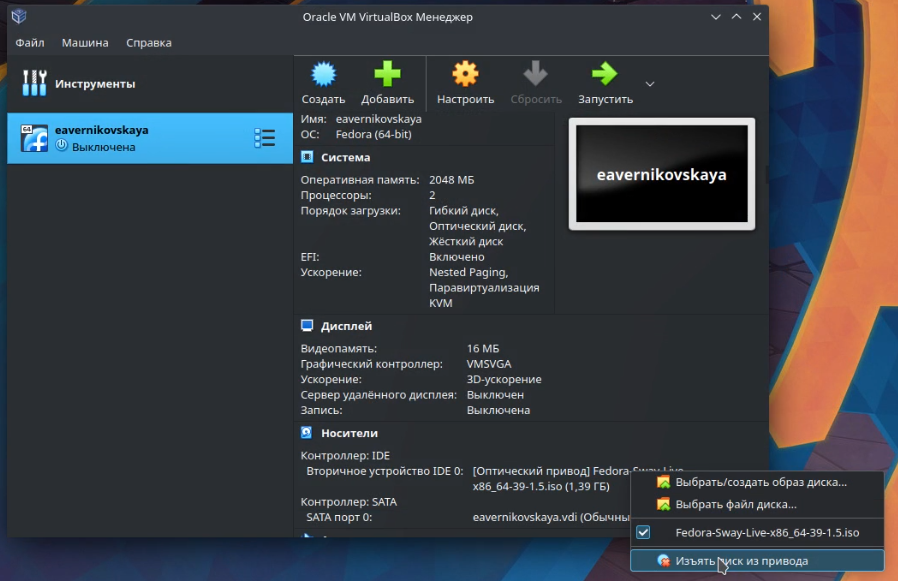 Oracle VM VirtualBox Менеджер
Файл Машина Справка
Инструменты
64
eavernikovskaya
Выключена
Создать Добавить Настроить Сбросить Запустить
Имя: eavernikovskaya
ОС: Fedora (64-bit)
Система
Оперативная память: 2048 МБ
Процессоры: 2
Порядок загрузки: Гибкий диск,
Оптический диск,
Жёсткий диск
EFI: Включено
Ускорение: Nested Paging,
Паравиртуализация
KVM
eavernikovskaya
Дисплей
Видеопамять: 16 МБ
Графический контроллер: VMSVGA
Ускорение: 3D-ускорение
Сервер удалённого дисплея: Выключен
Запись: Выключена
Носители
Контроллер: IDE
Вторичное устройство IDE 0: [Оптический привод] Fedora-Sway-Live-
x86_64-39-1.5.iso (1,39 ГБ)
Контроллер: SATA
SATA порт 0: eavernikovskaya.vdi (Обычны
Выбрать/создать образ диска...
Выбрать файл диска...
Fedora-Sway-Live-x86_64-39-1.5.iso
Изъять диск из привода